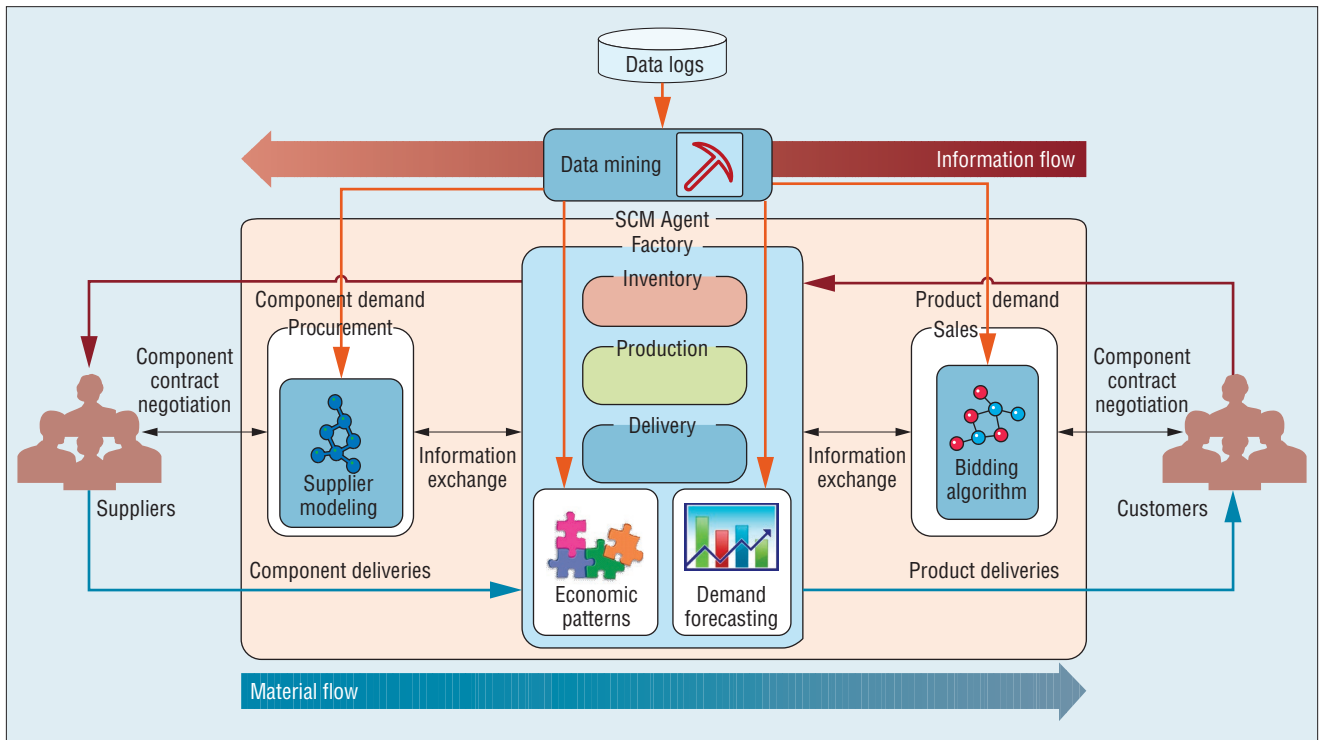 Data logs
Data mining
Information flow
SCM Agent
Factory
Inventory
Component demand
Product demand
Procurement
Sales
Production
Component
contract
negotiation
Component
contract
negotiation
Delivery
Information
exchange
Information
exchange
Supplier
modeling
Bidding
algorithm
Suppliers
Customers
Component deliveries
Product deliveries
Economic
patterns
Demand
forecasting
Material flow